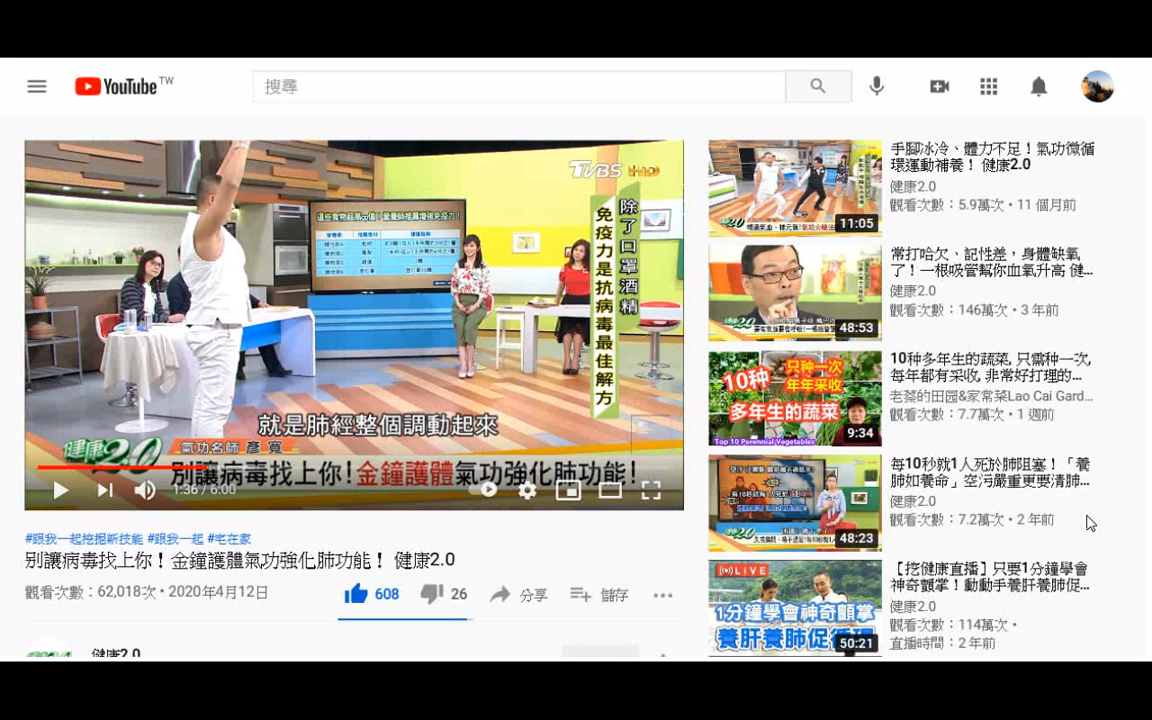 YouTube TW
搜尋
TVBS
除了口罩酒精
免疫力是抗病毒最佳解方
就是肺經整個調動起來
健康2.0
氣功名師 彥寬
別讓病毒找上你!金鐘護體氣功強化肺功能!
1:36 / 6:00
#跟我一起挖掘新技能 #跟我一起 #宅在家
別讓病毒找上你!金鐘護體氣功強化肺功能! 健康2.0
觀看次數:62,018次 • 2020年4月12日
608
26
分享
儲存
健康2.0
11:05
手腳冰冷、體力不足!氣功微循
環運動補養! 健康2.0
健康2.0
觀看次數:5.9萬次 • 11 個月前
48:53
常打哈欠、記性差,身體缺氧
了!一根吸管幫你血氧升高 健...
健康2.0
觀看次數:146萬次 • 3 年前
10种
只种一次
年年采收
多年生的蔬菜
Top 10 Perennial Vegetables
9:34
10种多年生的蔬菜, 只需种一次,
每年都有采收, 非常好打理的...
老蔡的田园&家常菜Lao Cai Gard...
觀看次數:7.7萬次 • 1 週前
48:23
每10秒就1人死於肺阻塞!「養
肺如養命」空污嚴重更要清肺...
健康2.0
觀看次數:7.2萬次 • 2 年前
LIVE
1分鐘學會神奇顫掌
養肝養肺促循環
50:21
【挖健康直播】只要1分鐘學會
神奇顫掌!動動手養肝養肺促...
健康2.0
觀看次數:114萬次 •
直播時間:2 年前